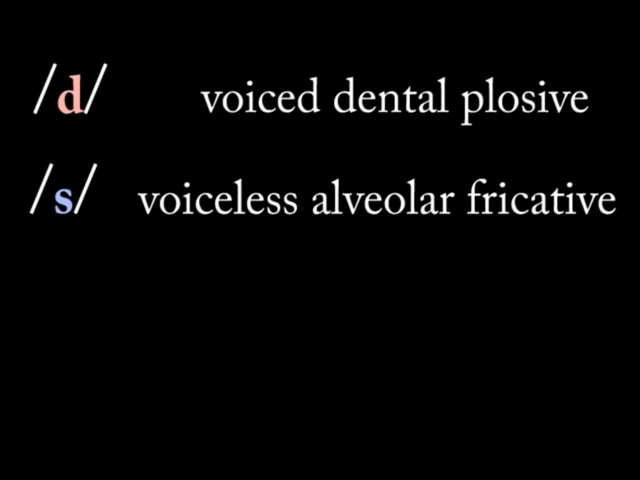 /d/ voiced dental plosive
/s/ voiceless alveolar fricative